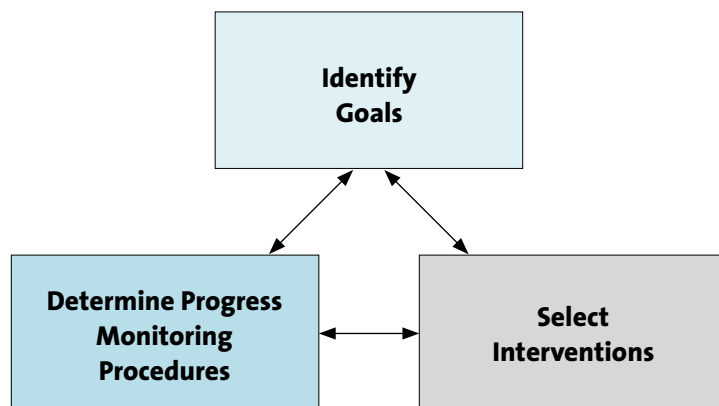 Identify
Goals
Determine Progress
Monitoring
Procedures
Select
Interventions